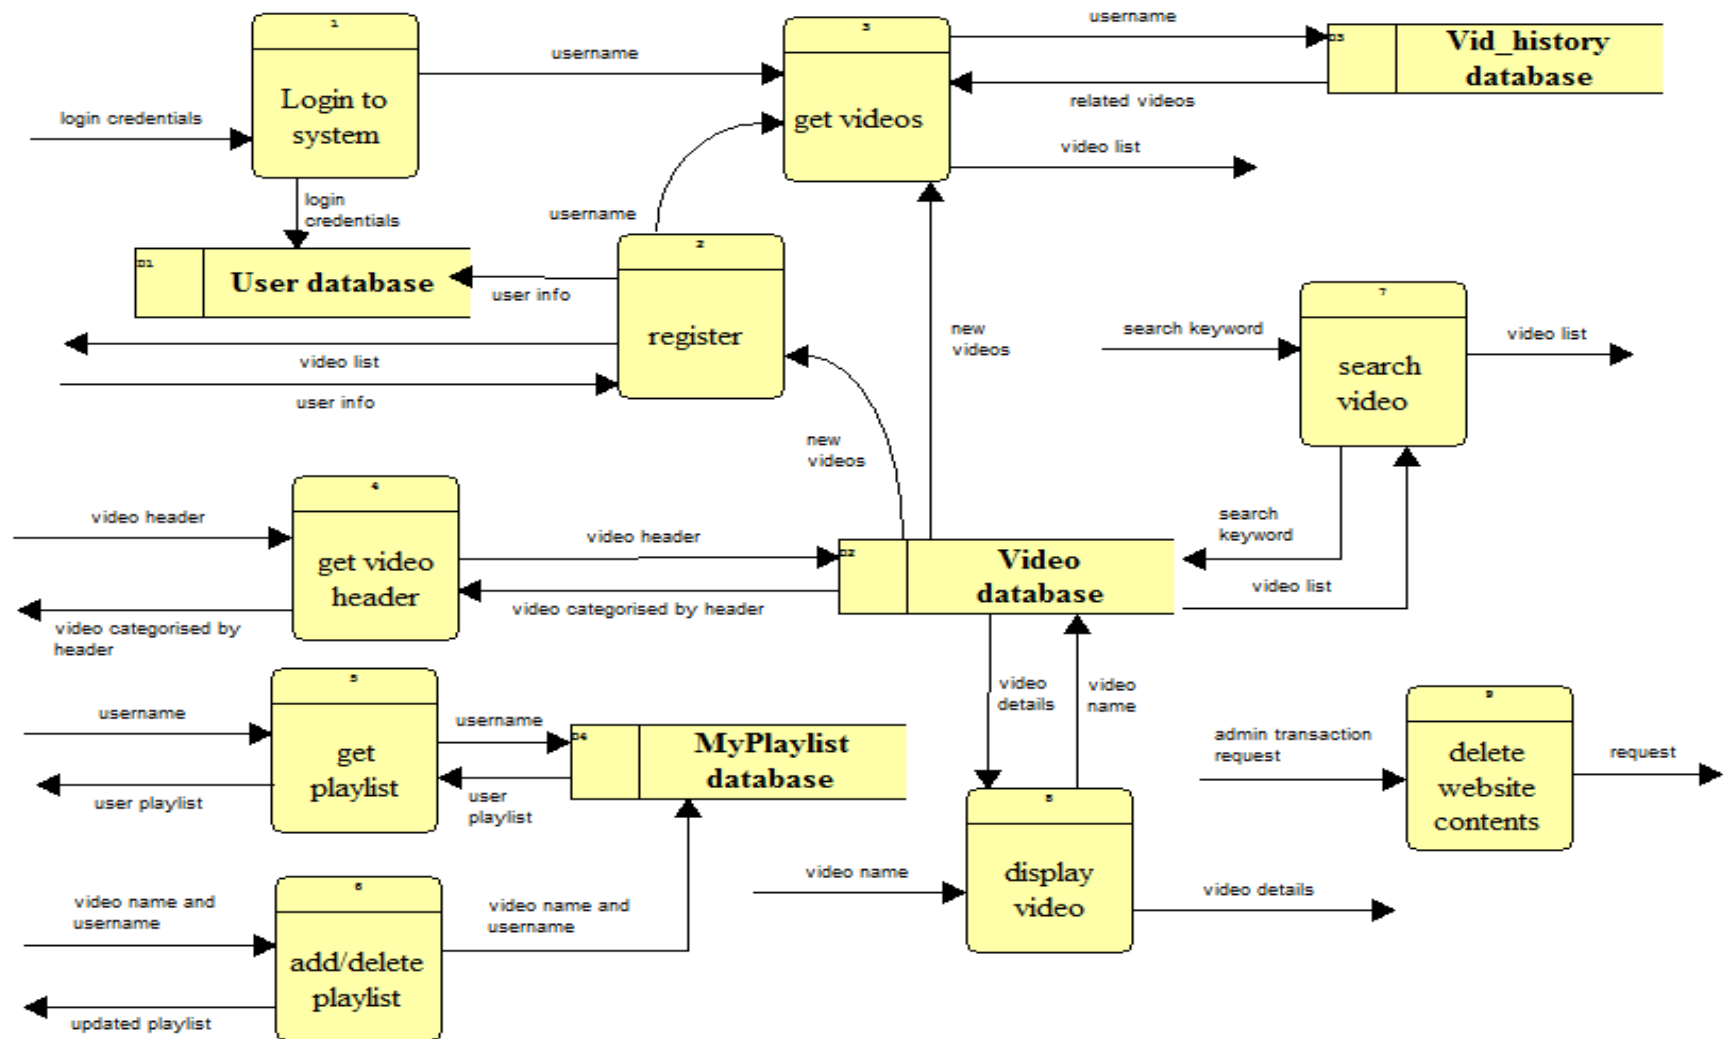 1
Login to
system
login credentials
username
login
credentials
3
get videos
username
D3
Vid_history
database
related videos
video list
username
2
register
D1
User database
user info
video list
user info
new
videos
new
videos
7
search
video
search keyword
video list
search
keyword
video list
4
get video
header
video header
video header
video categorised by header
video categorised by
header
D2
Video
database
5
get
playlist
username
username
user playlist
user
playlist
D4
MyPlaylist
database
video
details
video
name
8
display
video
video name
video details
9
delete
website
contents
admin transaction
request
request
6
add/delete
playlist
video name and
username
video name and
username
updated playlist